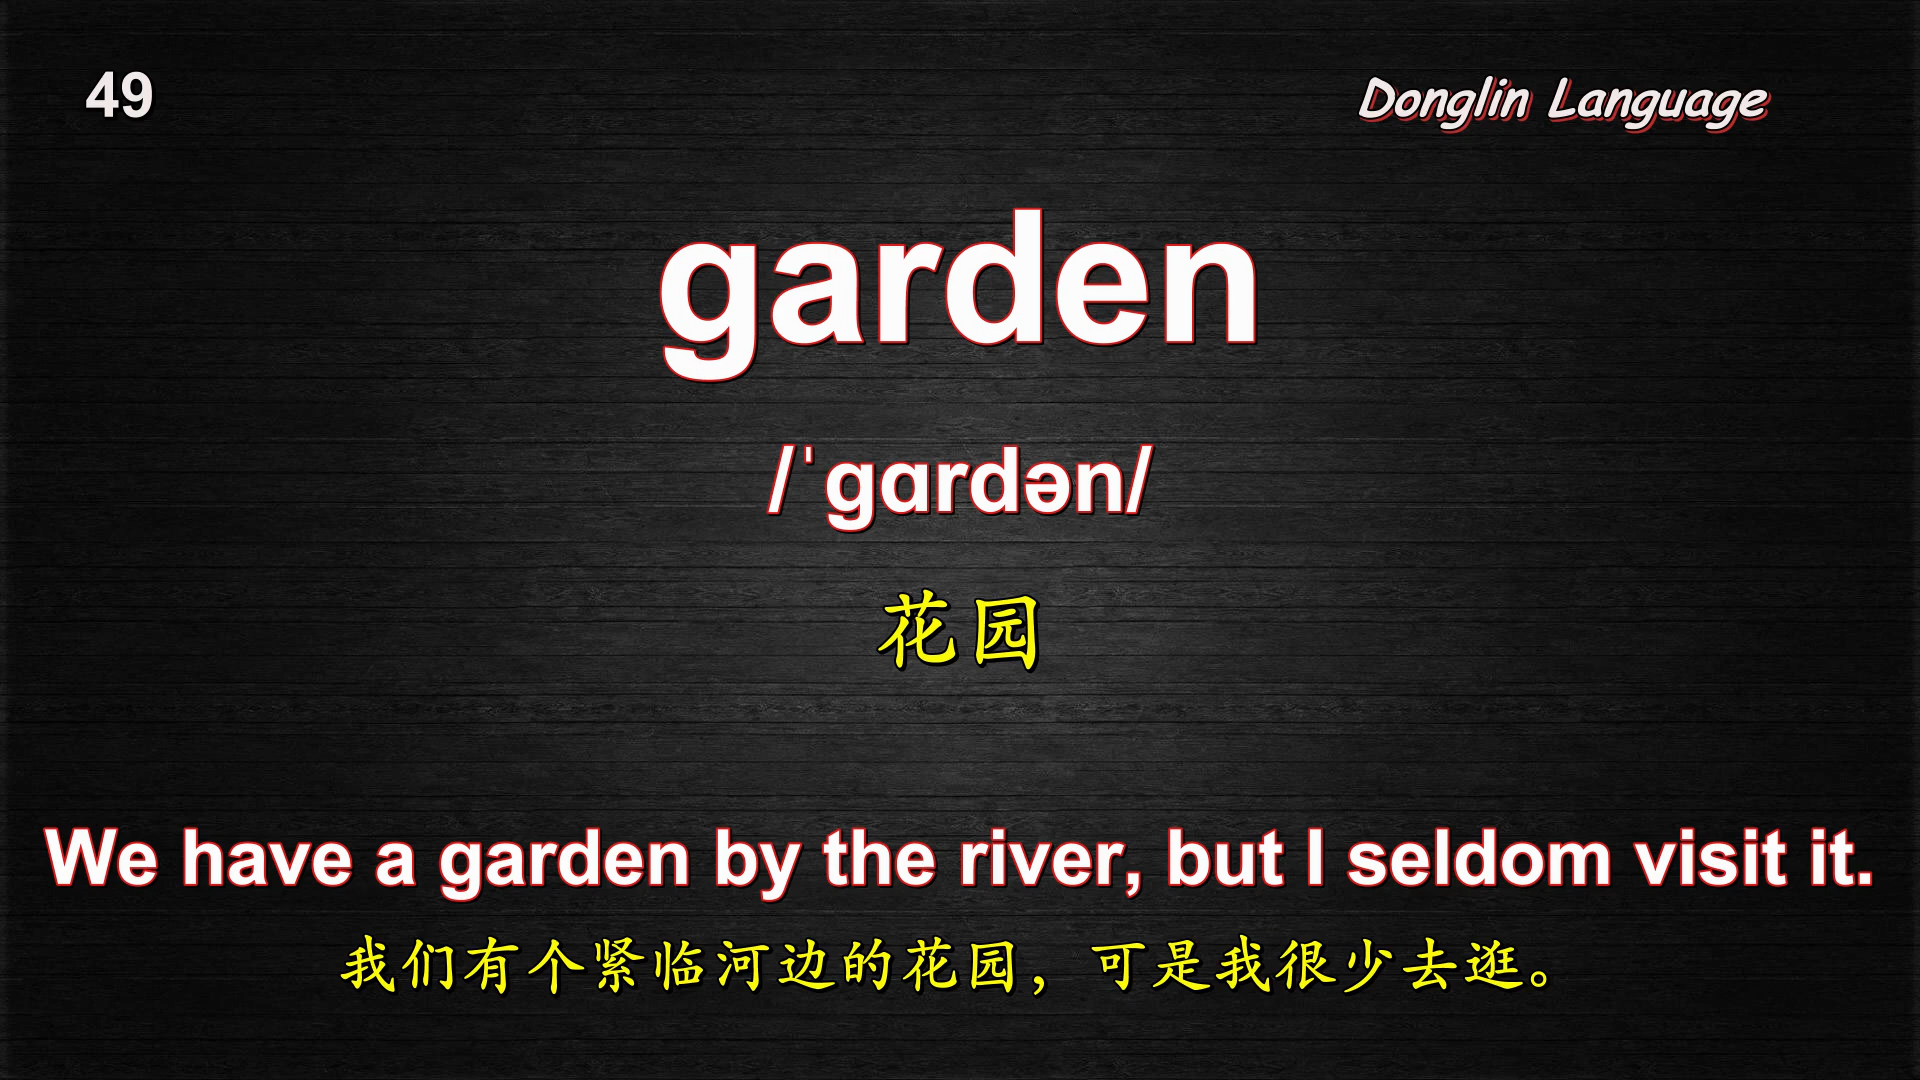 49
Donglin Language
garden
/ˈgɑrdən/
花园
We have a garden by the river, but I seldom visit it.
我们有个紧临河边的花园，可是我很少去逛。